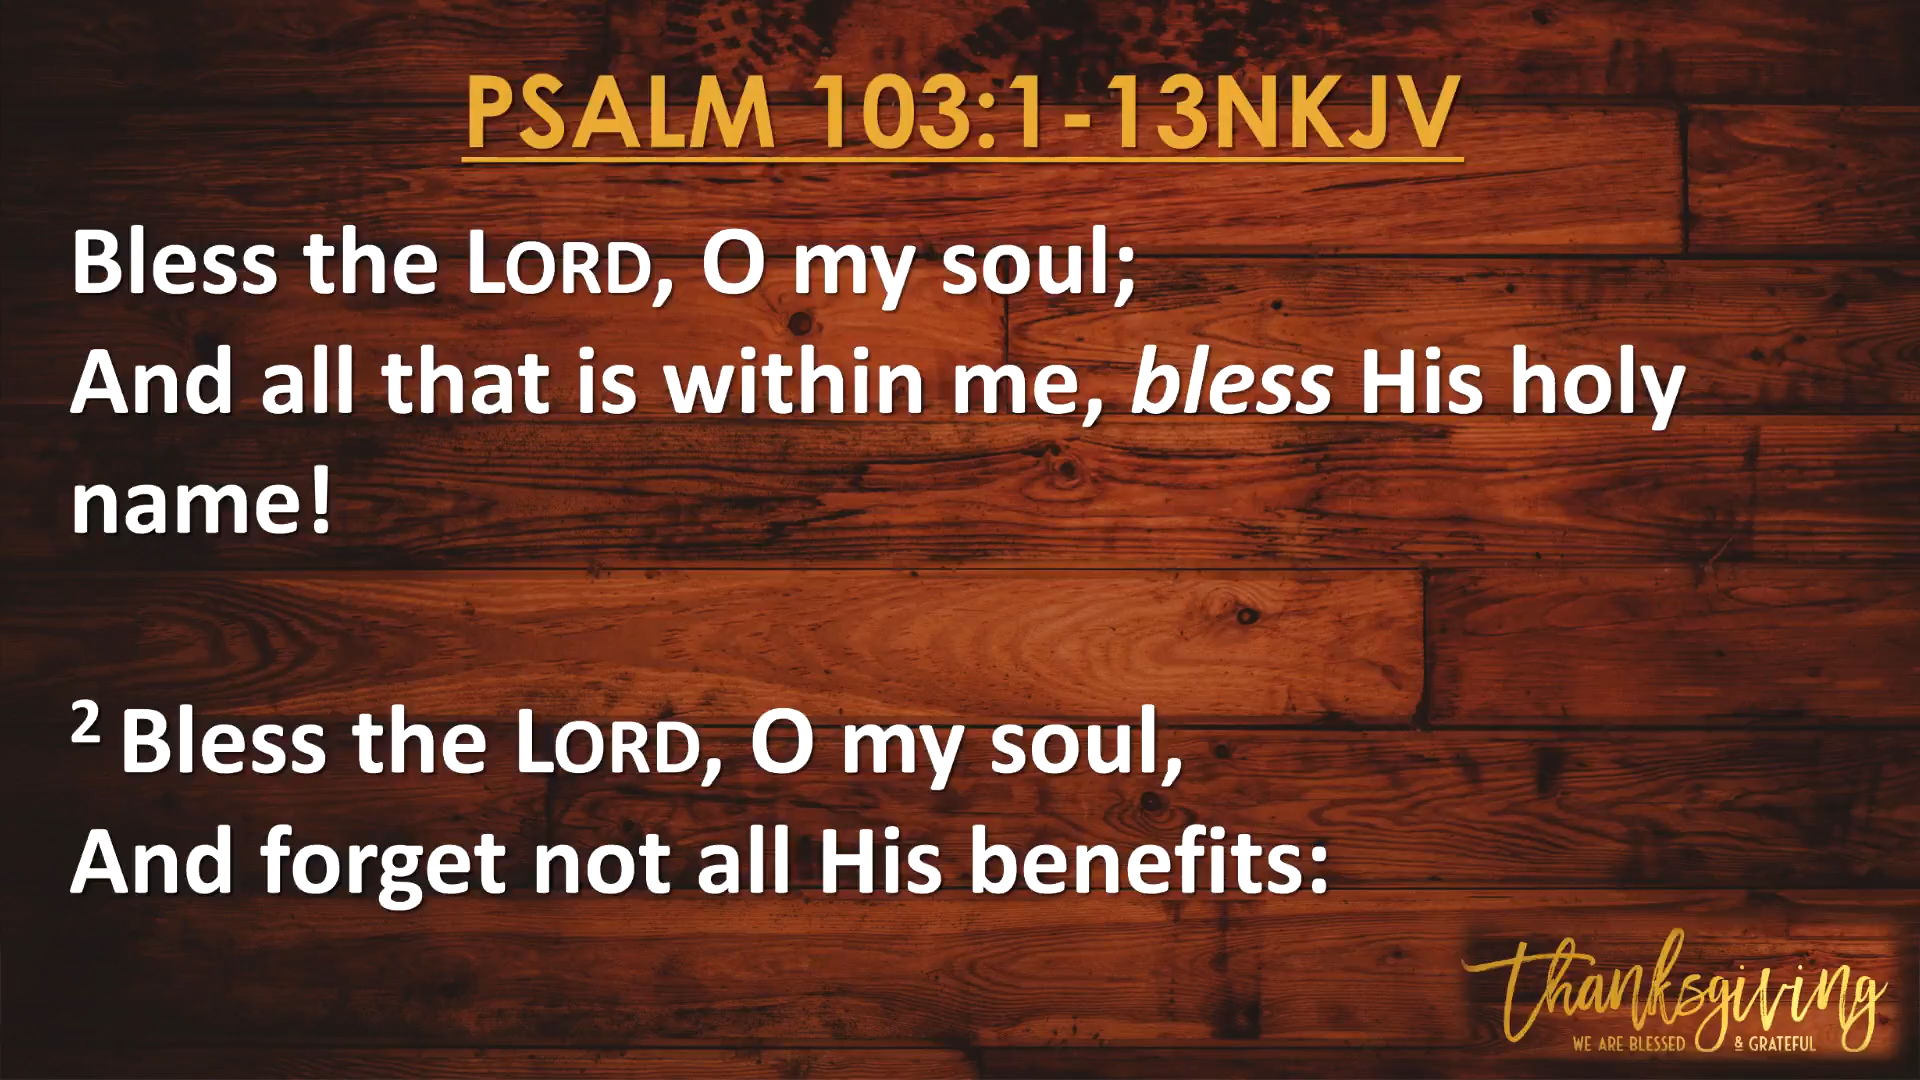 PSALM 103:1-13NKJV
Bless the LORD, O my soul;
And all that is within me, bless His holy
name!
2 Bless the LORD, O my soul,
And forget not all His benefits:
thanksgiving
WE ARE BLESSED & GRATEFUL